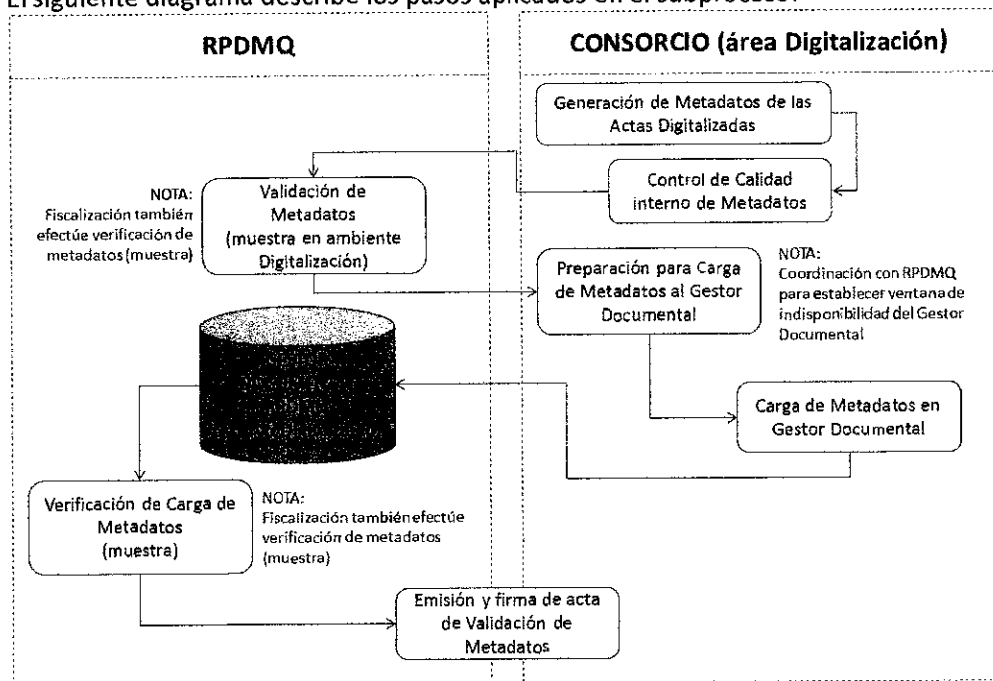 El siguiente diagrama describe los pasos aplicados en el subproceso:
RPDMQ
CONSORCIO (área Digitalización)
Generación de Metadatos de las
Actas Digitalizadas
Control de Calidad
interno de Metadatos
NOTA:
Fiscalización también
efectúe verificación de
metadatos (muestra)
Validación de
Metadatos
(muestra en ambiente
Digitalización)
Preparación para Carga
de Metadatos al Gestor
Documental
NOTA:
Coordinación con RPDMQ
para establecer ventana de
indisponibilidad del Gestor
Documental
Carga de Metadatos en
Gestor Documental
Verificación de Carga de
Metadatos
(muestra)
NOTA:
Fiscalización también efectúe
verificación de metadatos
(muestra)
Emisión y firma de acta
de Validación de
Metadatos